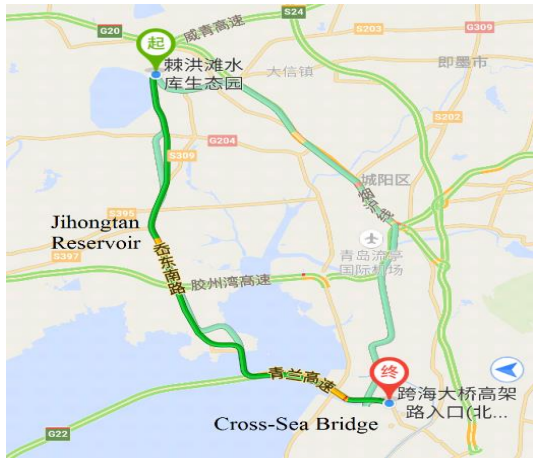 S24
G309
G20
威青高速
起
棘洪滩水
库生态园
大信镇
即墨市
S202
G204
S309
城阳区
S395
Jihongtan
Reservoir
S397
岙东南路
青岛流亭
国际机场
胶州湾高速
青兰高速
终
跨海大桥高架
路入口(北...
Cross-Sea Bridge
G22